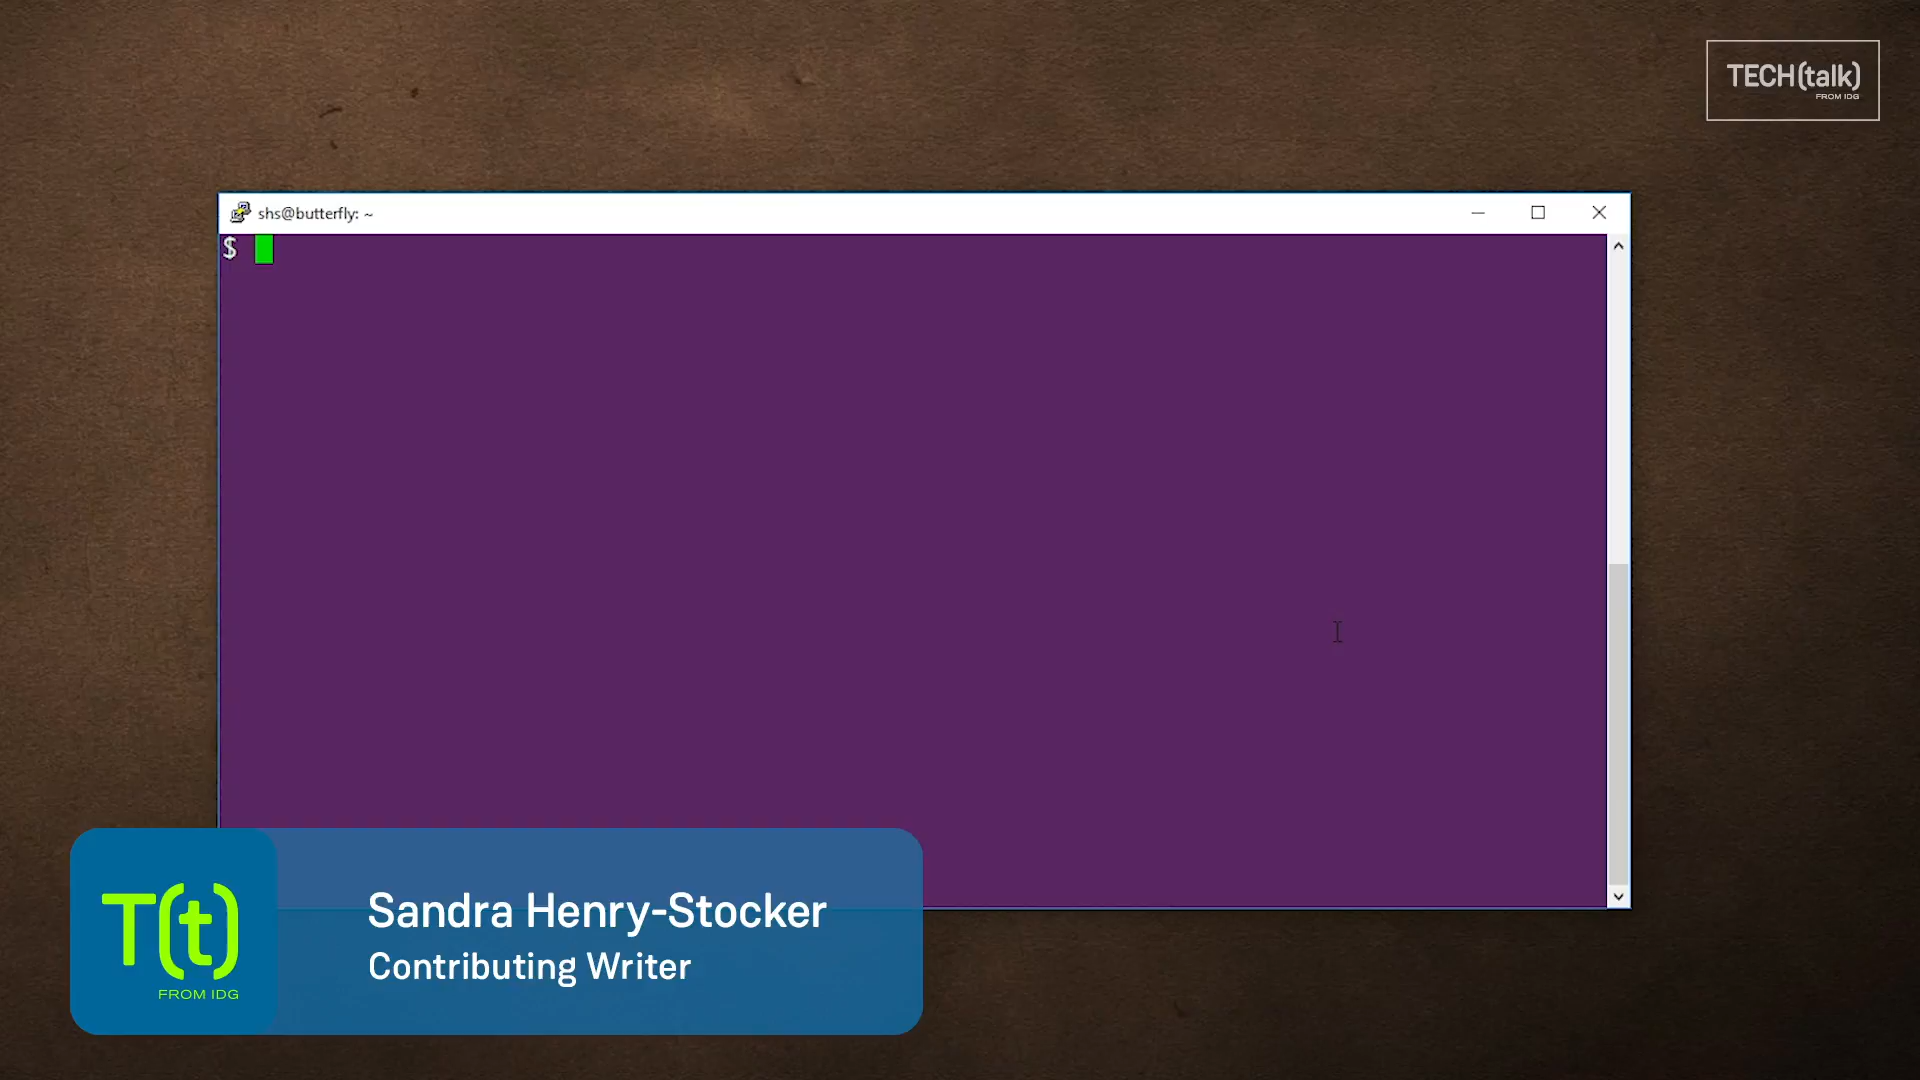 TECH(talk)
FROM IDG
shs@butterfly: ~
$
T(t)
FROM IDG
Sandra Henry-Stocker
Contributing Writer